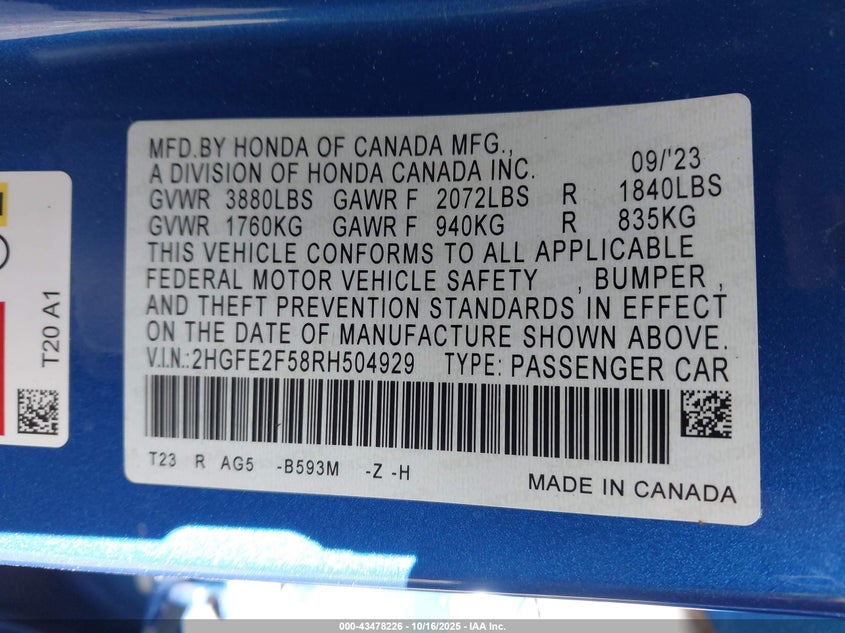 MFD.BY HONDA OF CANADA MFG.,
A DIVISION OF HONDA CANADA INC. 09/'23
GVWR 3880LBS GAWR F 2072LBS R 1840LBS
GVWR 1760KG GAWR F 940KG R 835KG
THIS VEHICLE CONFORMS TO ALL APPLICABLE
FEDERAL MOTOR VEHICLE SAFETY , BUMPER ,
AND THEFT PREVENTION STANDARDS IN EFFECT
ON THE DATE OF MANUFACTURE SHOWN ABOVE.
V.I.N.:2HGFE2F58RH504929 TYPE: PASSENGER CAR
T23 R AG5 -B593M -Z -H
MADE IN CANADA
T20 A1
000-43478226 - 10/16/2025 - IAA Inc.